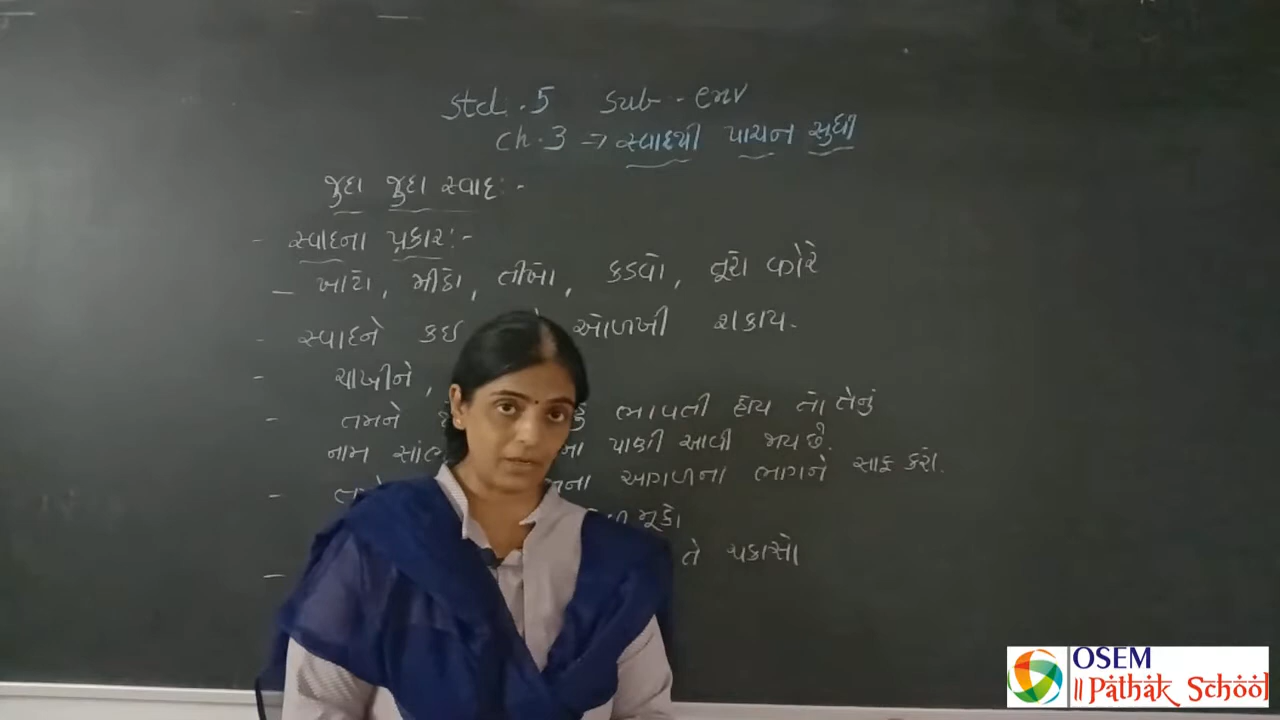 Std. 5 Sub - env
Ch. 3 → સ્વાદથી પાચન સુધી
જુદા જુદા સ્વાદ :-
- સ્વાદના પ્રકાર :-
- ખાટો, મીઠો, તીખો, કડવો, તૂરો વગેરે
- સ્વાદને કઇ ઓળખી શકાય.
- ચાખીને,
- તમને ભાવતી હોય તો તેનું
નામ પાણી આવી જાય છે.
- આગળના ભાગને સાફ કરો.
મૂકો
- તે ચકાસો
OSEM
॥ Pathak School